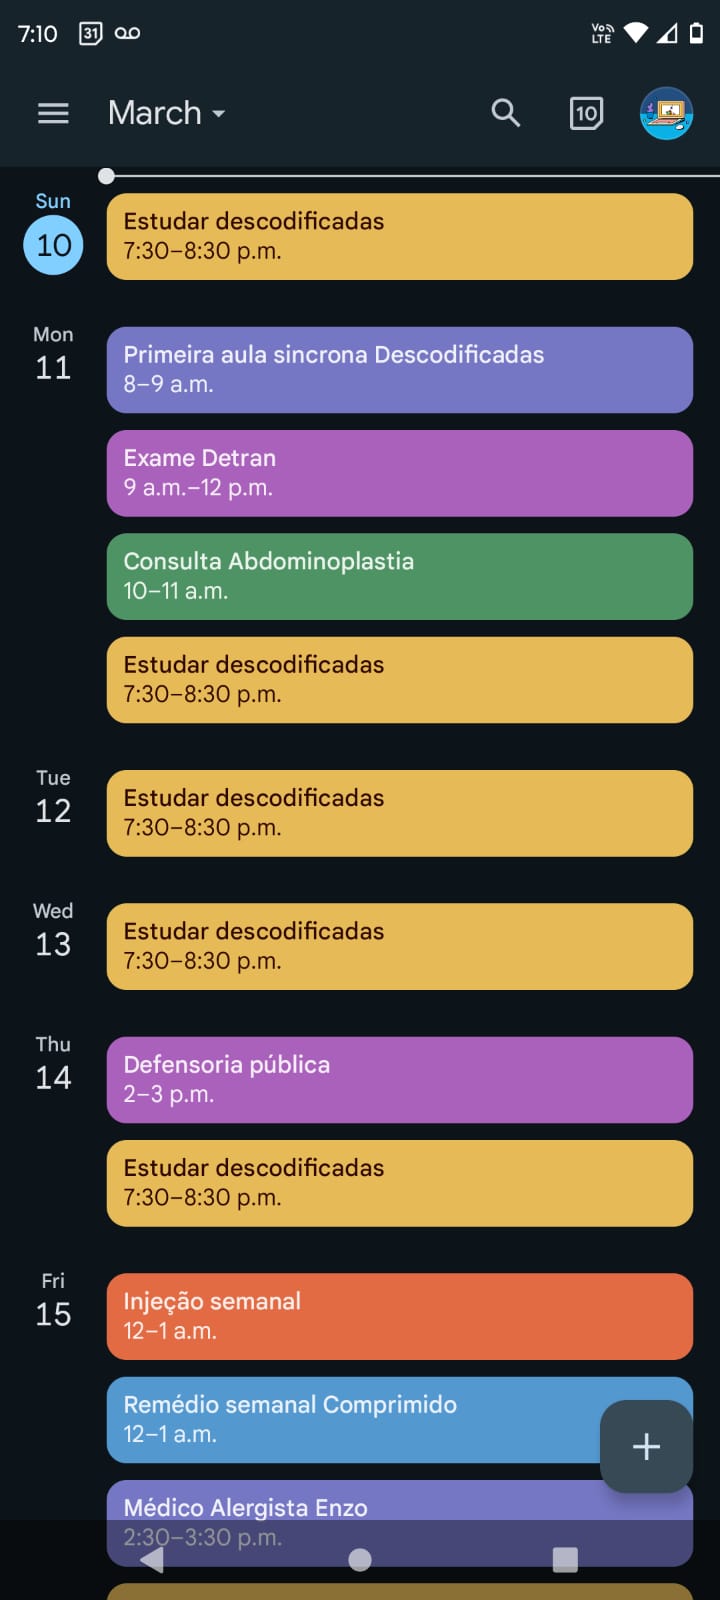 7:10 31 Vo LTE
March 10
Sun
10
Estudar descodificadas
7:30–8:30 p.m.
Mon
11
Primeira aula sincrona Descodificadas
8–9 a.m.
Exame Detran
9 a.m.–12 p.m.
Consulta Abdominoplastia
10–11 a.m.
Estudar descodificadas
7:30–8:30 p.m.
Tue
12
Estudar descodificadas
7:30–8:30 p.m.
Wed
13
Estudar descodificadas
7:30–8:30 p.m.
Thu
14
Defensoria pública
2–3 p.m.
Estudar descodificadas
7:30–8:30 p.m.
Fri
15
Injeção semanal
12–1 a.m.
Remédio semanal Comprimido
12–1 a.m.
Médico Alergista Enzo
2:30–3:30 p.m.